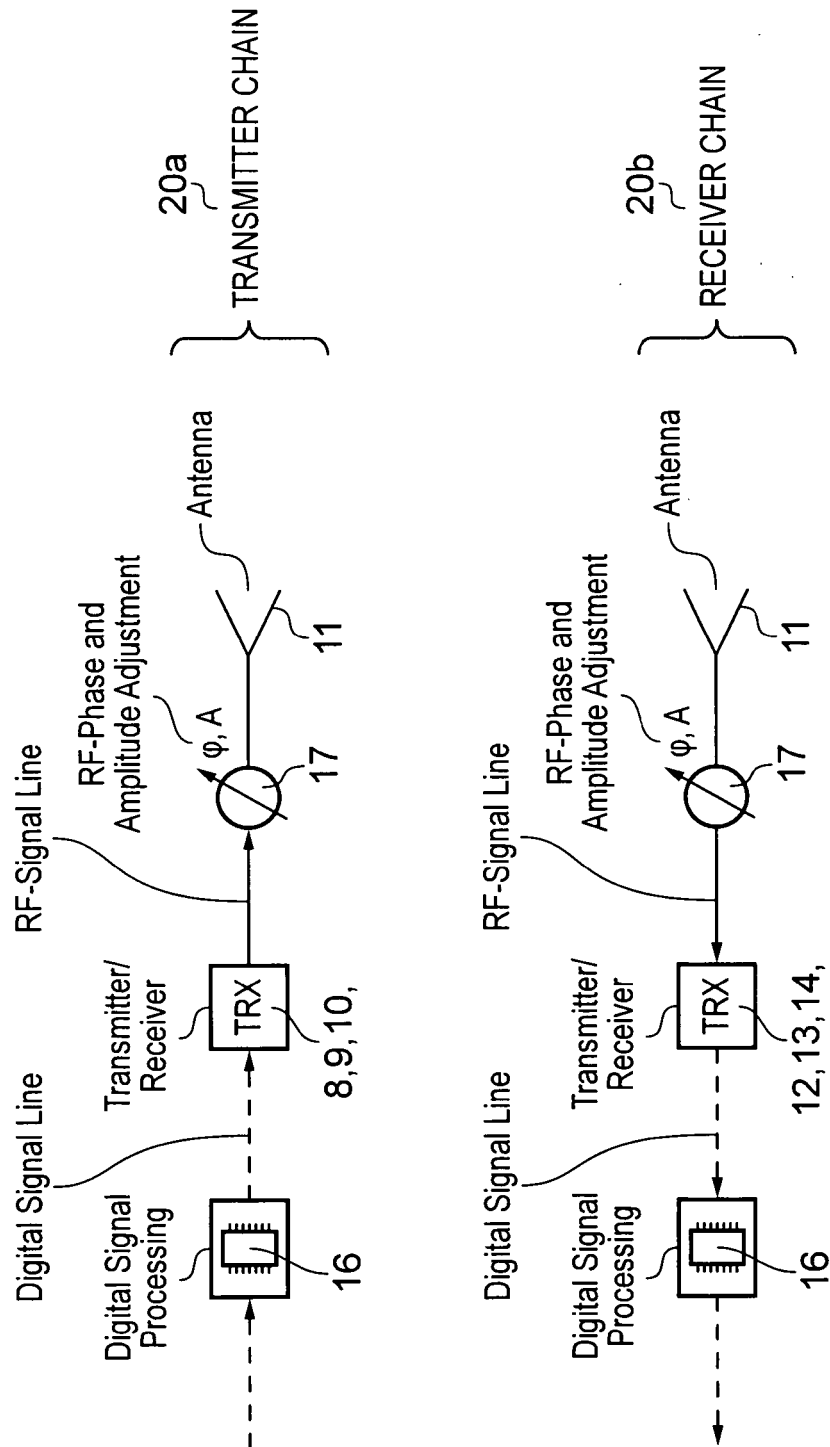 Digital Signal
Processing
16
Digital Signal Line
Transmitter/
Receiver
TRX
8,9,10,
RF-Signal Line
RF-Phase and
Amplitude Adjustment
φ, A
17
Antenna
11
20a
TRANSMITTER CHAIN
Digital Signal
Processing
16
Digital Signal Line
Transmitter/
Receiver
TRX
12,13,14,
RF-Signal Line
RF-Phase and
Amplitude Adjustment
φ, A
17
Antenna
11
20b
RECEIVER CHAIN